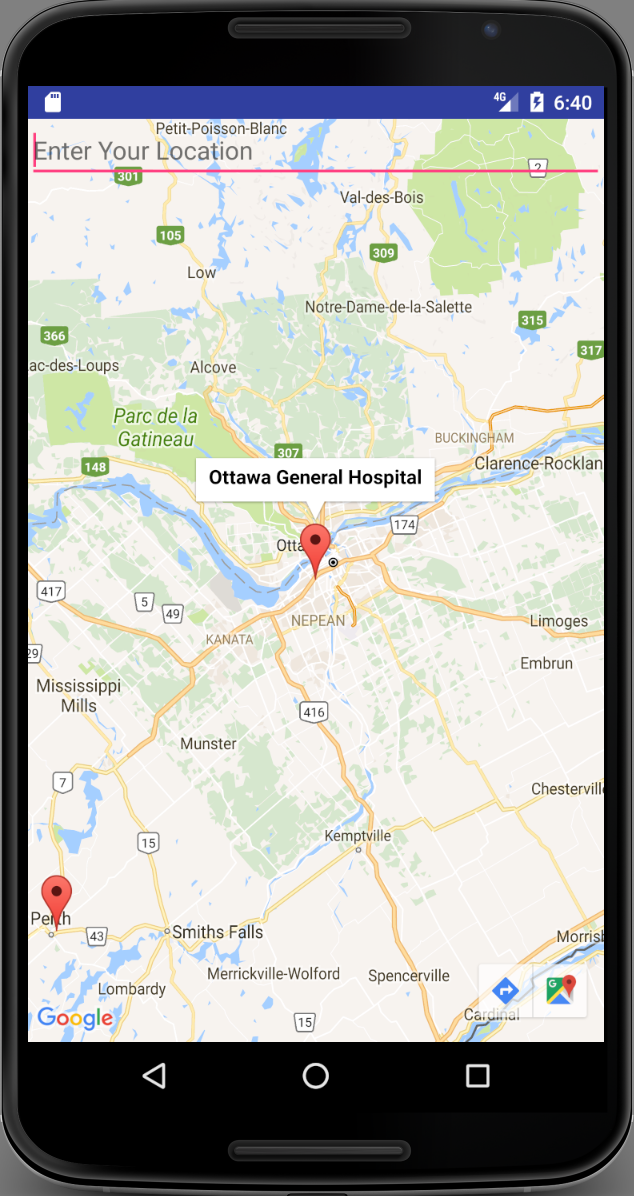 4G
6:40
Petit-Poisson-Blanc
Enter Your Location
301
2
Val-des-Bois
105
309
Low
Notre-Dame-de-la-Salette
315
366
317
ac-des-Loups
Alcove
Parc de la
Gatineau
BUCKINGHAM
307
148
Clarence-Rocklan
Ottawa General Hospital
174
Otta
417
5
49
NEPEAN
Limoges
KANATA
29
Embrun
Mississippi
Mills
416
Munster
7
Chesterville
Kemptville
15
Perth
43
Smiths Falls
Morrisb
Merrickville-Wolford
Spencerville
Lombardy
G
Google
15
Cardinal